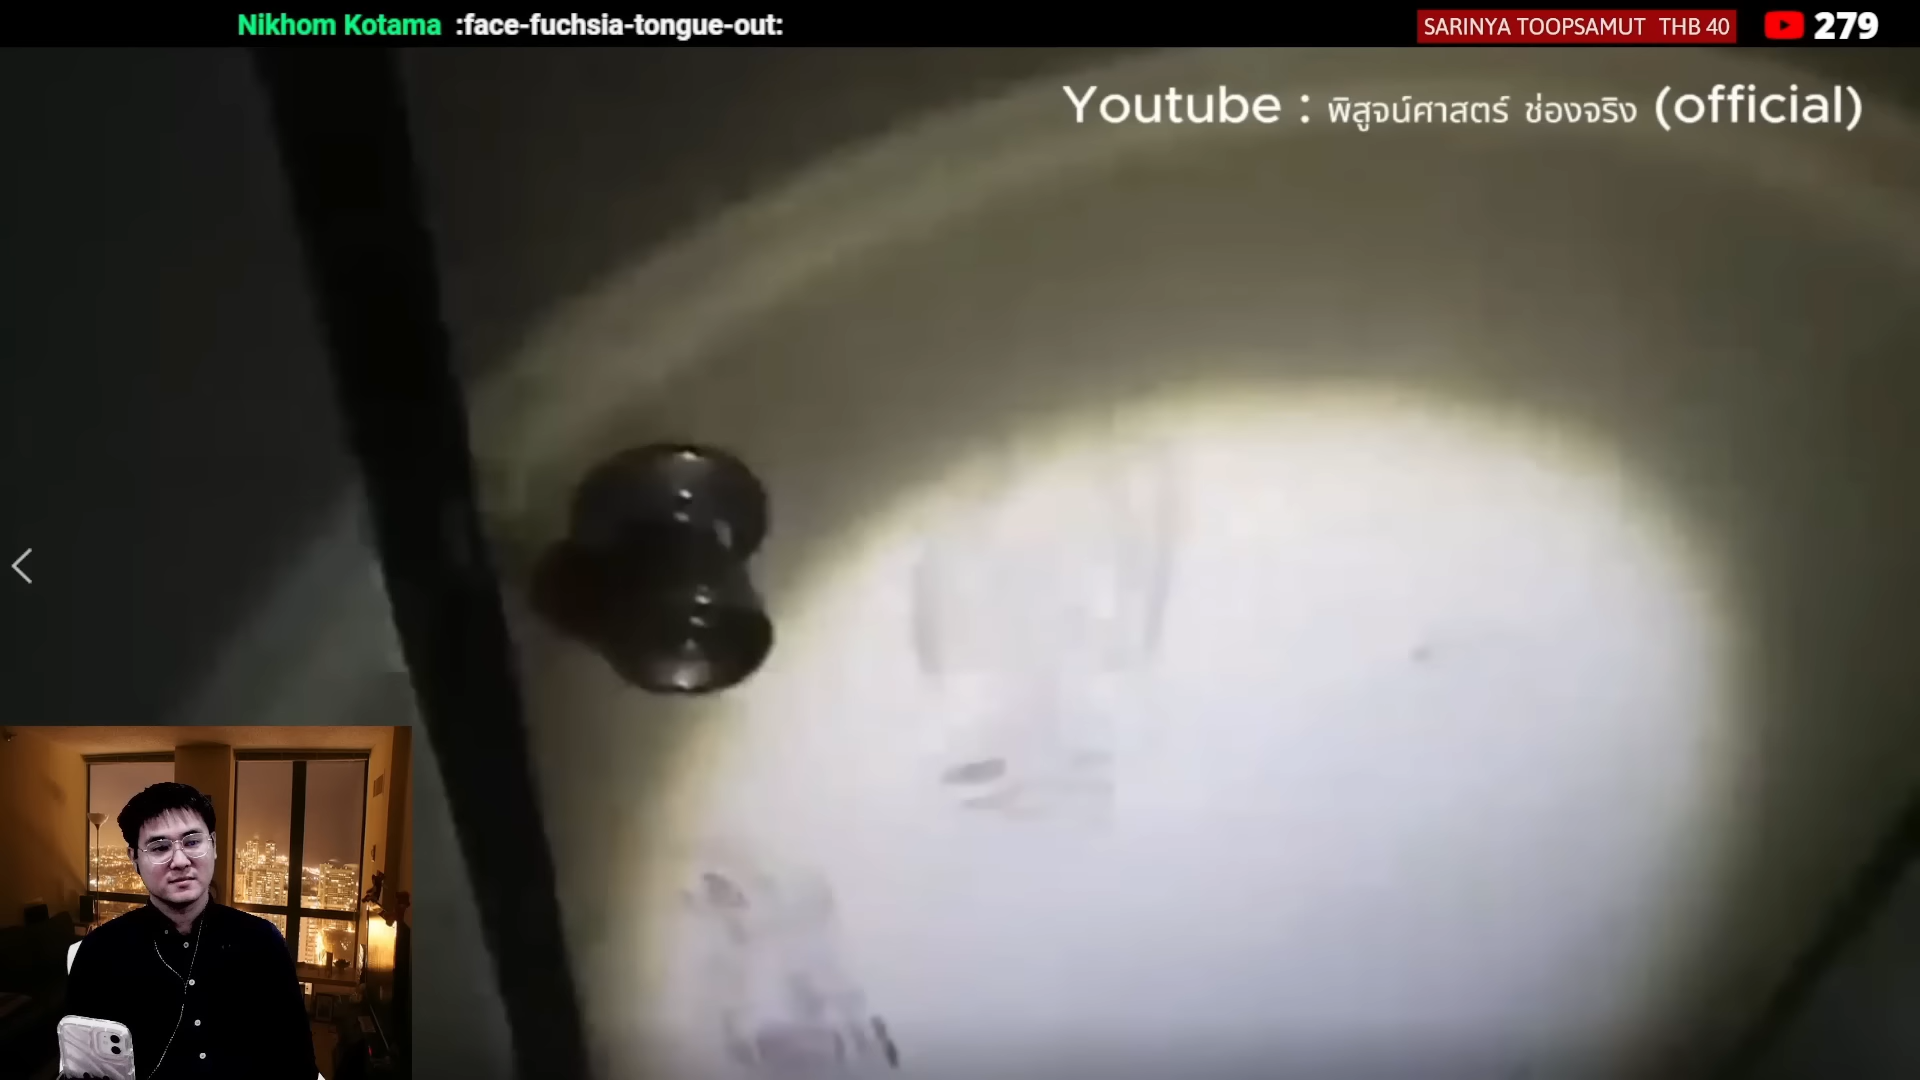 Nikhom Kotama :face-fuchsia-tongue-out:
SARINYA TOOPSAMUT THB 40
279
Youtube : พิสูจน์ศาสตร์ ช่องจริง (official)